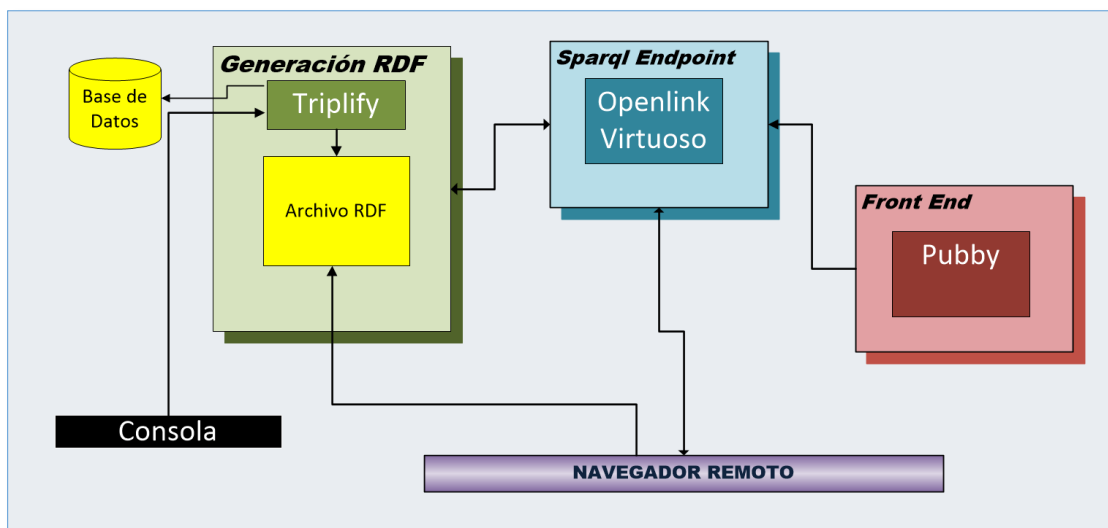 Generación RDF
Base de
Datos
Triplify
Archivo RDF
Sparql Endpoint
Openlink
Virtuoso
Front End
Pubby
Consola
NAVEGADOR REMOTO